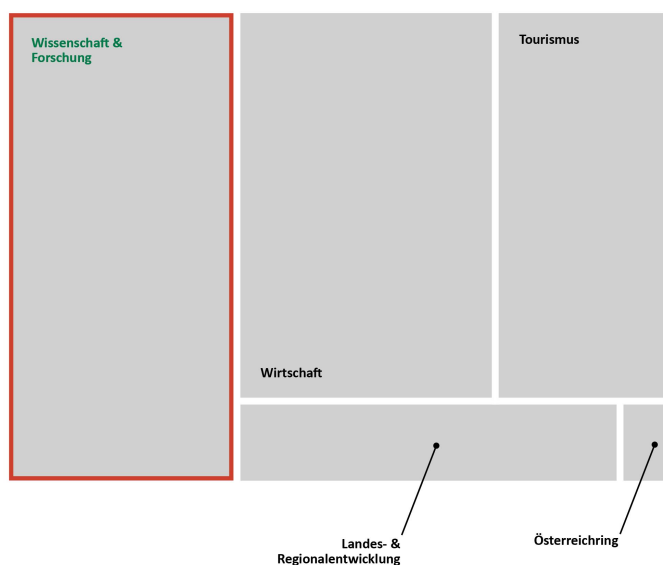 Wissenschaft &
Forschung
Tourismus
Wirtschaft
Landes- &
Regionalentwicklung
Österreichring